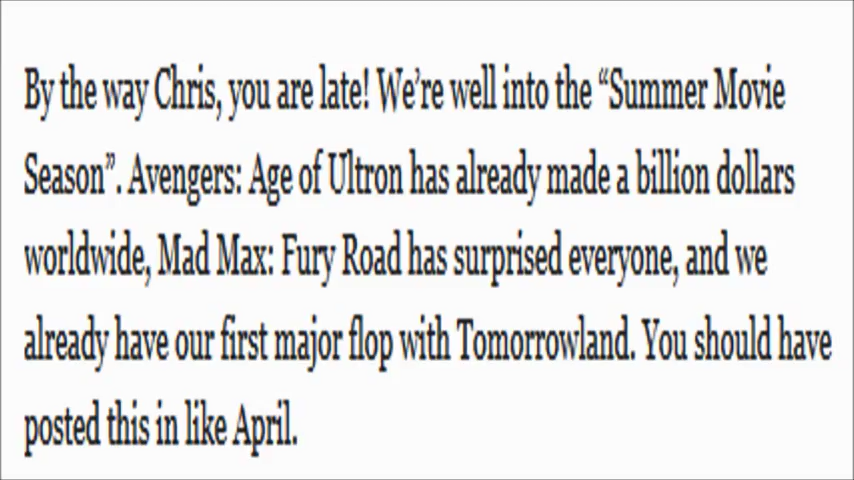 By the way Chris, you are late! We’re well into the “Summer Movie
Season”. Avengers: Age of Ultron has already made a billion dollars
worldwide, Mad Max: Fury Road has surprised everyone, and we
already have our first major flop with Tomorrowland. You should have
posted this in like April.